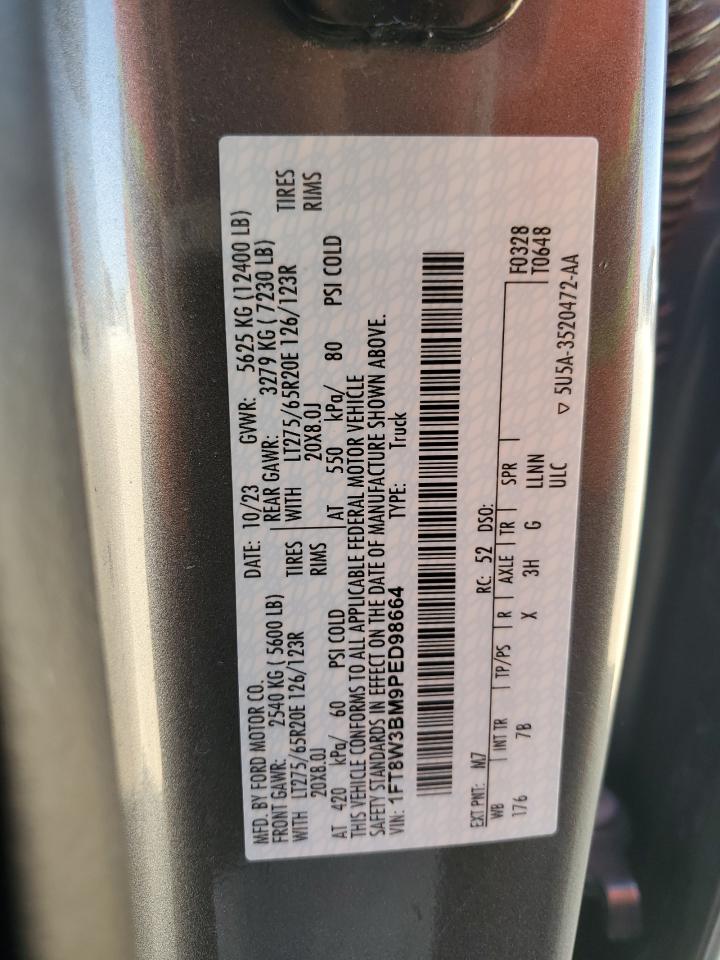 MFD. BY FORD MOTOR CO. DATE: 10/23 GVWR: 5625 KG (12400 LB)
FRONT GAWR: 2540 KG ( 5600 LB) REAR GAWR: 3279 KG ( 7230 LB)
WITH LT275/65R20E 126/123R TIRES WITH LT275/65R20E 126/123R TIRES
20X8.0J RIMS 20X8.0J RIMS
AT 420 kPa/ 60 PSI COLD AT 550 kPa/ 80 PSI COLD
THIS VEHICLE CONFORMS TO ALL APPLICABLE FEDERAL MOTOR VEHICLE
SAFETY STANDARDS IN EFFECT ON THE DATE OF MANUFACTURE SHOWN ABOVE.
VIN: 1FT8W3BM9PED98664 TYPE: Truck
EXT PNT: M7 RC: 52 DSO:
WB INT TR TP/PS R AXLE TR SPR F0328
176 7B X 3H G LLNN T0648
ULC ▽ 5U5A-3520472-AA